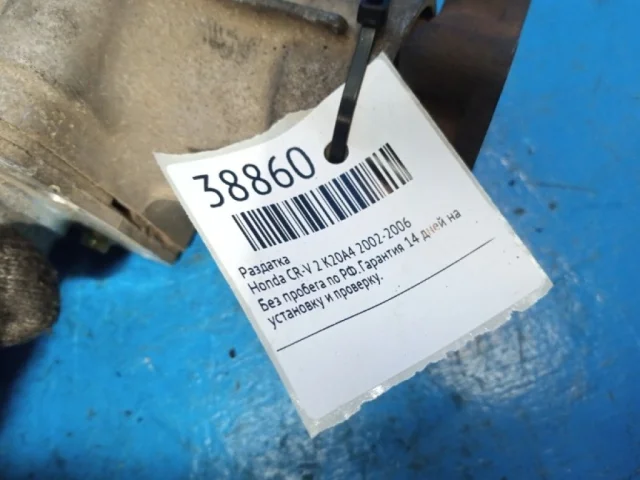 38860
Раздатка
Honda CR-V 2 K20A4 2002-2006
Без пробега по РФ.Гарантия 14 дней на
установку и проверку.